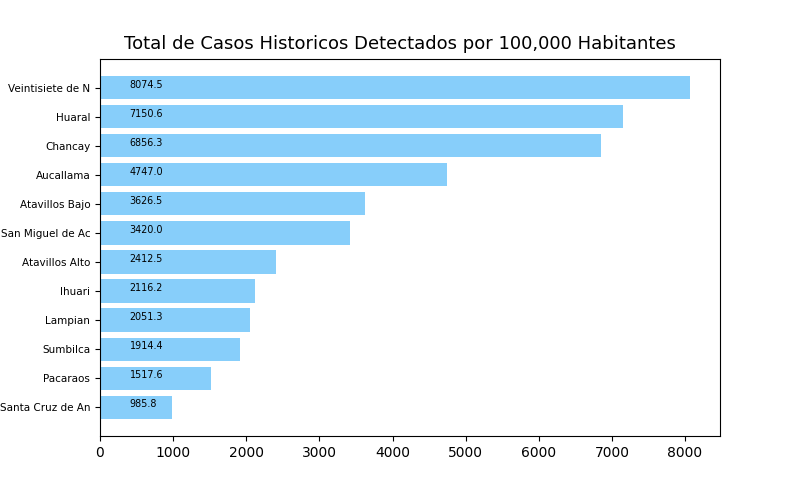 Total de Casos Historicos Detectados por 100,000 Habitantes
Veintisiete de N 8074.5
Huaral 7150.6
Chancay 6856.3
Aucallama 4747.0
Atavillos Bajo 3626.5
San Miguel de Ac 3420.0
Atavillos Alto 2412.5
Ihuari 2116.2
Lampian 2051.3
Sumbilca 1914.4
Pacaraos 1517.6
Santa Cruz de An 985.8
0 1000 2000 3000 4000 5000 6000 7000 8000